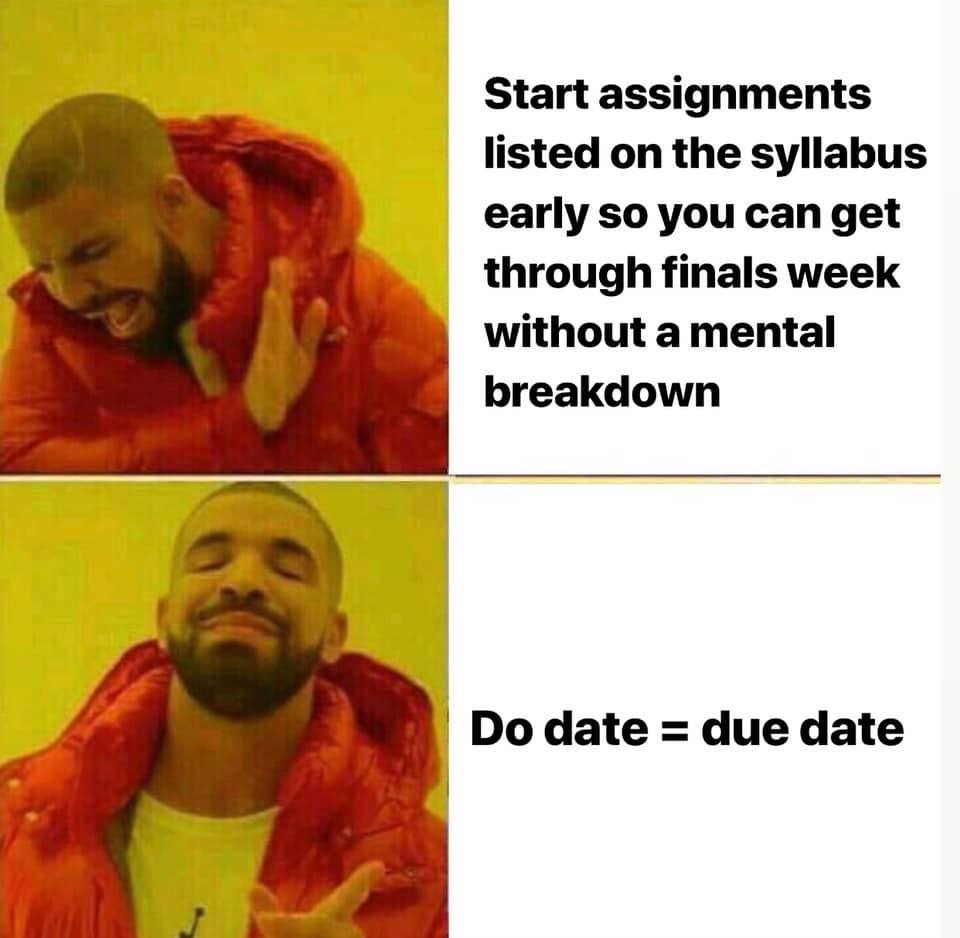 Start assignments
listed on the syllabus
early so you can get
through finals week
without a mental
breakdown
Do date = due date